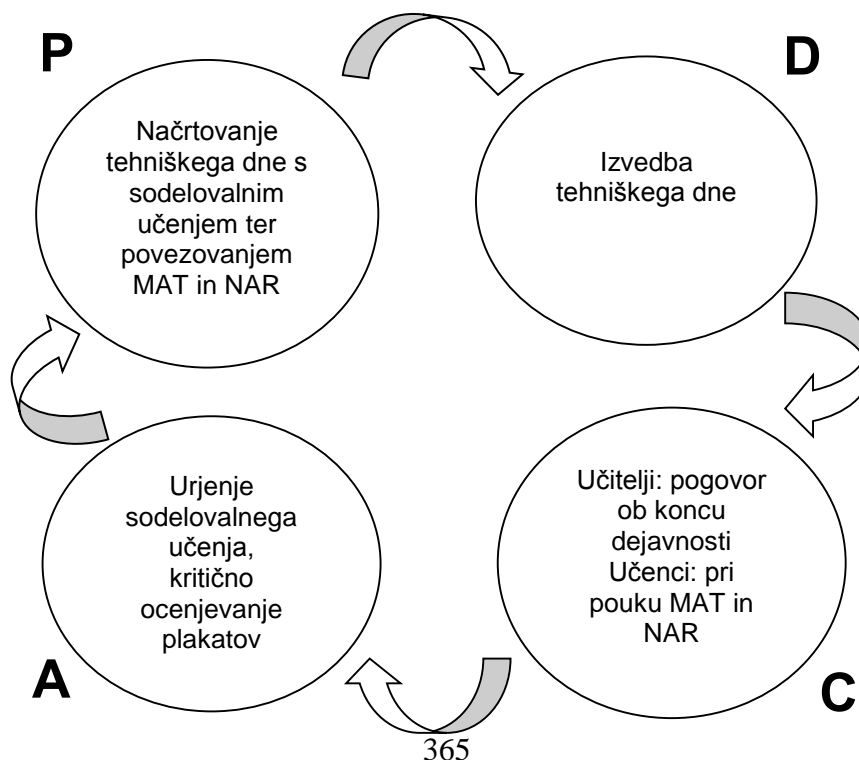 P
Načrtovanje
tehniškega dne s
sodelovalnim
učenjem ter
povezovanjem
MAT in NAR
D
Izvedba
tehniškega dne
Urjenje
sodelovalnega
učenja,
kritično
ocenjevanje
plakatov
A
Učitelji: pogovor
ob koncu
dejavnosti
Učenci: pri
pouku MAT in
NAR
C
365